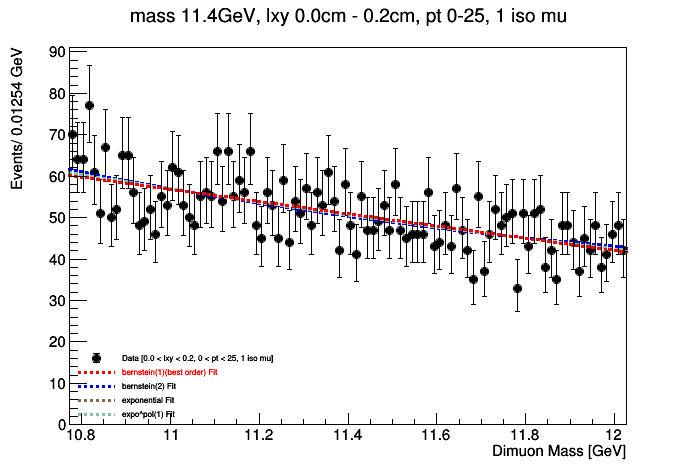 mass 11.4GeV, lxy 0.0cm - 0.2cm, pt 0-25, 1 iso mu
Events/ 0.01254 GeV
90
80
70
60
50
40
30
20
10
0
Data [0.0 < lxy < 0.2, 0 < pt < 25, 1 iso mu]
bernstein(1)(best order) Fit
bernstein(2) Fit
exponential Fit
expo*pol(1) Fit
10.8 11 11.2 11.4 11.6 11.8 12
Dimuon Mass [GeV]